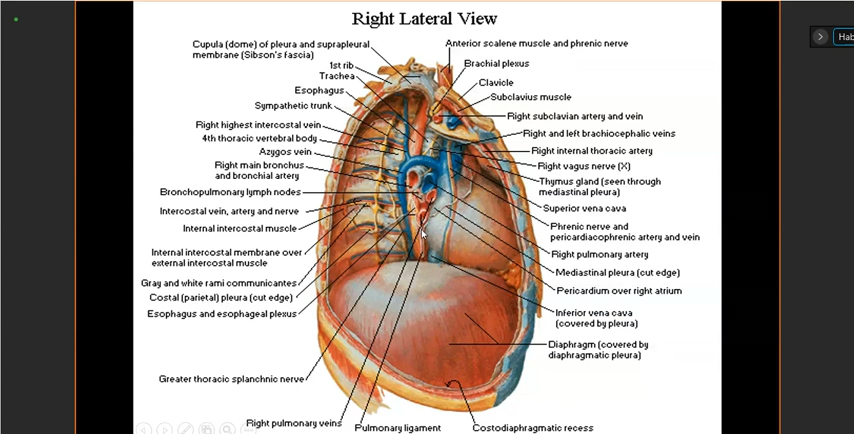 Right Lateral View
Cupula (dome) of pleura and suprapleural
membrane (Sibson's fascia)
1st rib
Trachea
Esophagus
Sympathetic trunk
Right highest intercostal vein
4th thoracic vertebral body
Azygos vein
Right main bronchus
and bronchial artery
Bronchopulmonary lymph nodes
Intercostal vein, artery and nerve
Internal intercostal muscle
Internal intercostal membrane over
external intercostal muscle
Gray and white rami communicantes
Costal (parietal) pleura (cut edge)
Esophagus and esophageal plexus
Greater thoracic splanchnic nerve
Right pulmonary veins
Pulmonary ligament
Costodiaphragmatic recess
Anterior scalene muscle and phrenic nerve
Brachial plexus
Clavicle
Subclavius muscle
Right subclavian artery and vein
Right and left brachiocephalic veins
Right internal thoracic artery
Right vagus nerve (X)
Thymus gland (seen through
mediastinal pleura)
Superior vena cava
Phrenic nerve and
pericardiacophrenic artery and vein
Right pulmonary artery
Mediastinal pleura (cut edge)
Pericardium over right atrium
Inferior vena cava
(covered by pleura)
Diaphragm (covered by
diaphragmatic pleura)
Hab